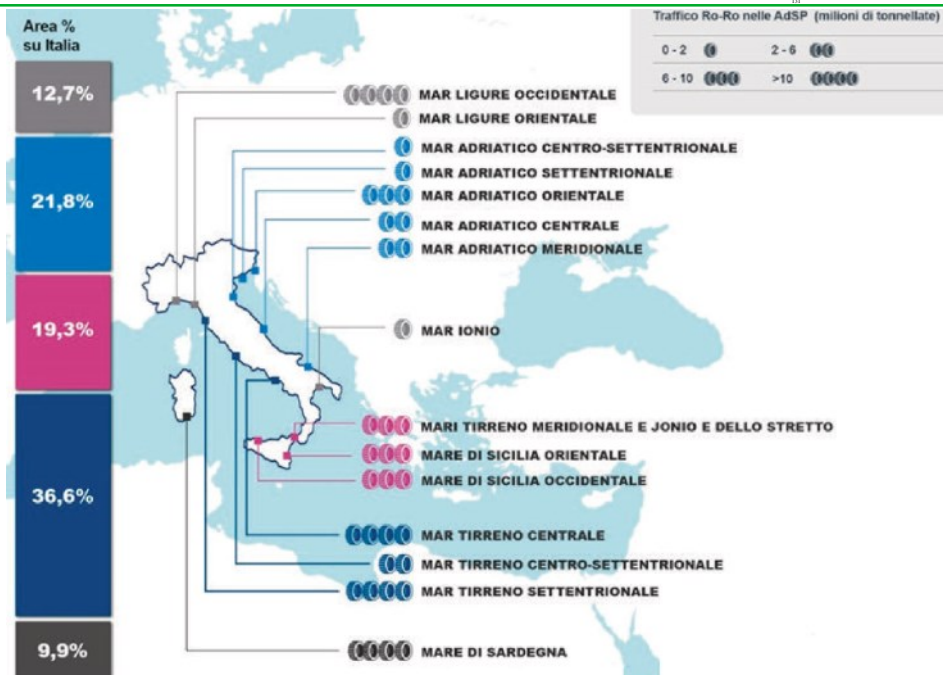 Area %
su Italia
Traffico Ro-Ro nelle AdSP (milioni di tonnellate)
0 - 2
2 - 6
6 - 10
>10
12,7%
21,8%
19,3%
36,6%
9,9%
MAR LIGURE OCCIDENTALE
MAR LIGURE ORIENTALE
MAR ADRIATICO CENTRO-SETTENTRIONALE
MAR ADRIATICO SETTENTRIONALE
MAR ADRIATICO ORIENTALE
MAR ADRIATICO CENTRALE
MAR ADRIATICO MERIDIONALE
MAR IONIO
MARI TIRRENO MERIDIONALE E JONIO E DELLO STRETTO
MARE DI SICILIA ORIENTALE
MARE DI SICILIA OCCIDENTALE
MAR TIRRENO CENTRALE
MAR TIRRENO CENTRO-SETTENTRIONALE
MAR TIRRENO SETTENTRIONALE
MARE DI SARDEGNA